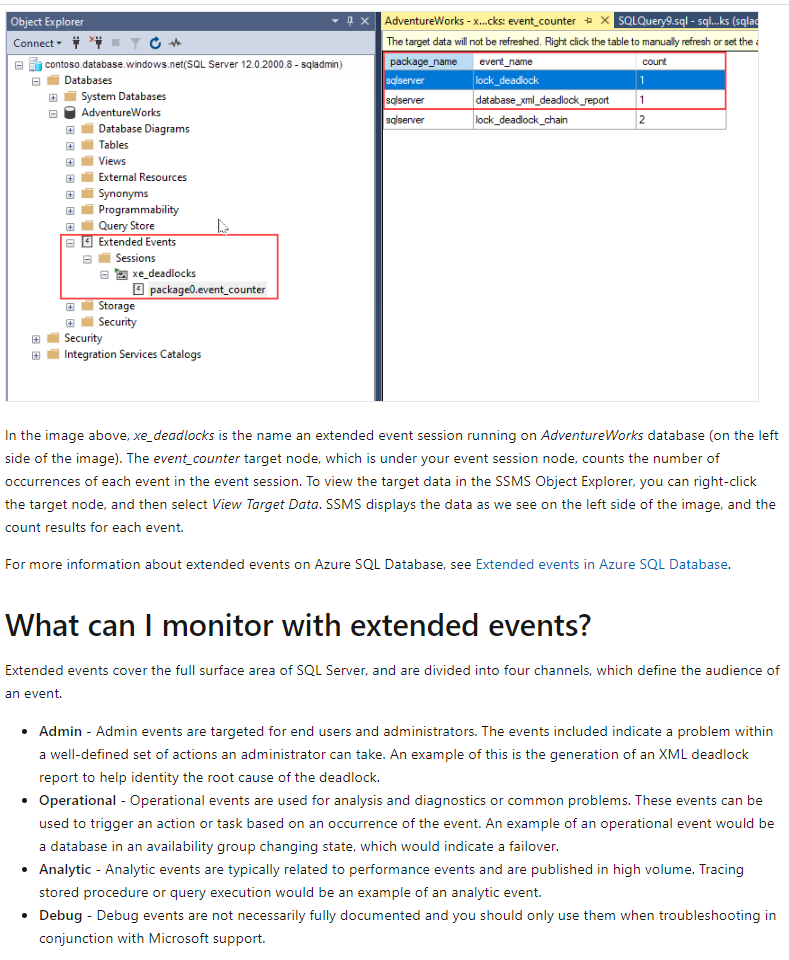 Object Explorer
Connect
contoso.database.windows.net(SQL Server 12.0.2000.8 - sqladmin)
Databases
System Databases
AdventureWorks
Database Diagrams
Tables
Views
External Resources
Synonyms
Programmability
Query Store
Extended Events
Sessions
xe_deadlocks
package0.event_counter
Storage
Security
Security
Integration Services Catalogs
AdventureWorks - x...cks: event_counter
SQLQuery9.sql - sql...ks (sqlad
The target data will not be refreshed. Right click the table to manually refresh or set the a
package_name event_name count
sqlserver lock_deadlock 1
sqlserver database_xml_deadlock_report 1
sqlserver lock_deadlock_chain 2
In the image above, xe_deadlocks is the name an extended event session running on AdventureWorks database (on the left
side of the image). The event_counter target node, which is under your event session node, counts the number of
occurrences of each event in the event session. To view the target data in the SSMS Object Explorer, you can right-click
the target node, and then select View Target Data. SSMS displays the data as we see on the left side of the image, and the
count results for each event.
For more information about extended events on Azure SQL Database, see Extended events in Azure SQL Database.
What can I monitor with extended events?
Extended events cover the full surface area of SQL Server, and are divided into four channels, which define the audience of
an event.
• Admin - Admin events are targeted for end users and administrators. The events included indicate a problem within
a well-defined set of actions an administrator can take. An example of this is the generation of an XML deadlock
report to help identity the root cause of the deadlock.
• Operational - Operational events are used for analysis and diagnostics or common problems. These events can be
used to trigger an action or task based on an occurrence of the event. An example of an operational event would be
a database in an availability group changing state, which would indicate a failover.
• Analytic - Analytic events are typically related to performance events and are published in high volume. Tracing
stored procedure or query execution would be an example of an analytic event.
• Debug - Debug events are not necessarily fully documented and you should only use them when troubleshooting in
conjunction with Microsoft support.